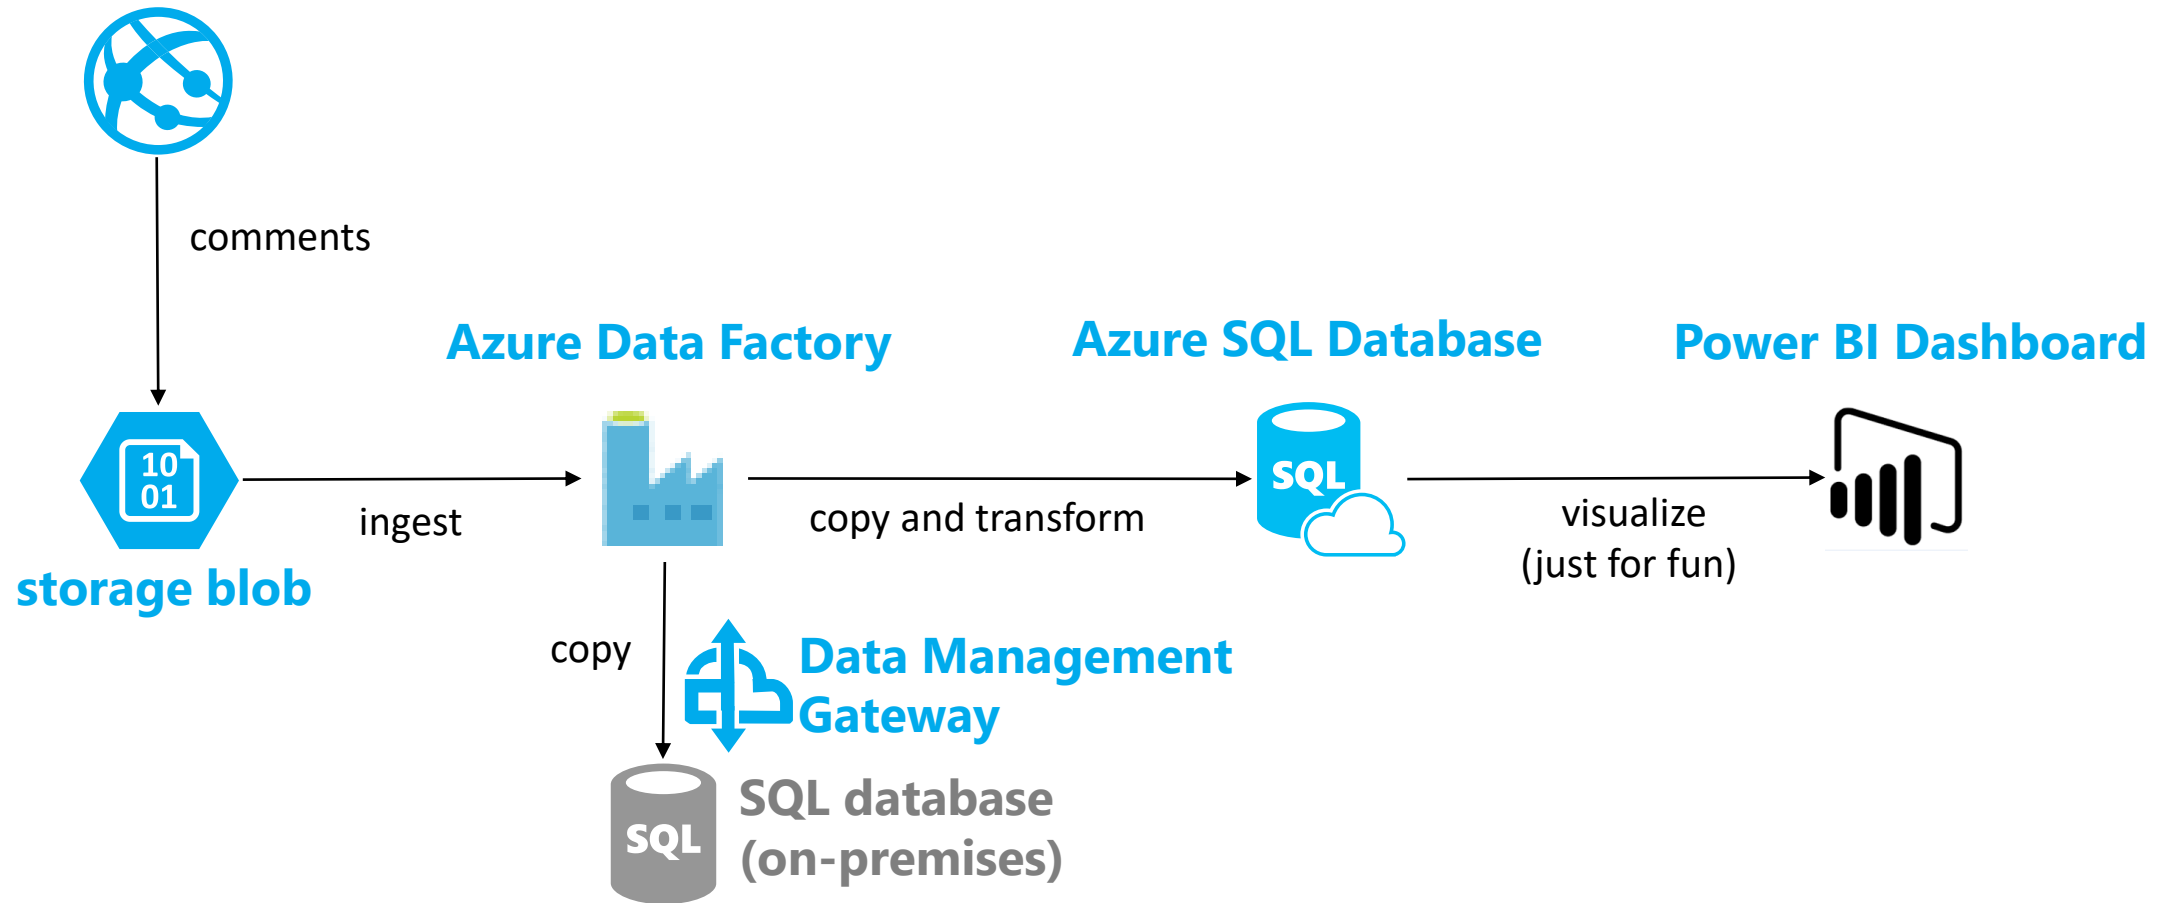 comments
Azure Data Factory
Azure SQL Database
Power BI Dashboard
10
01
SQL
ingest
copy and transform
visualize
(just for fun)
storage blob
copy
Data Management
Gateway
SQL
SQL database
(on-premises)